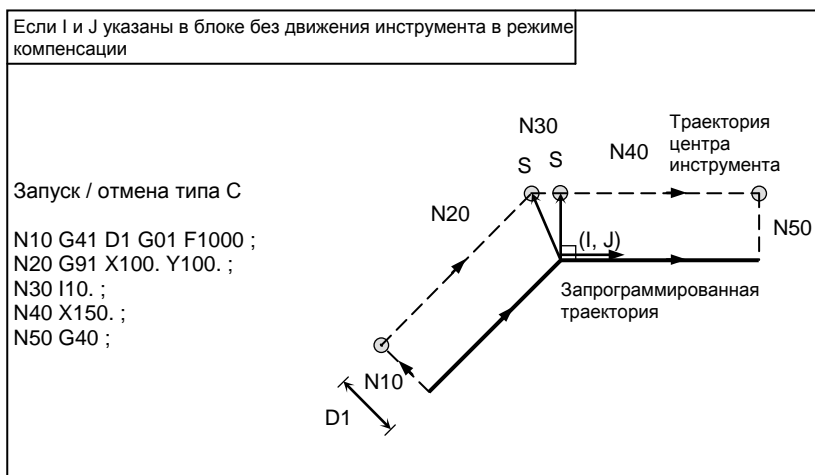 Если I и J указаны в блоке без движения инструмента в режиме
компенсации
Запуск / отмена типа C
N10 G41 D1 G01 F1000 ;
N20 G91 X100. Y100. ;
N30 I10. ;
N40 X150. ;
N50 G40 ;
N30
S
S
N40
Траектория
центра
инструмента
N20
N50
(I, J)
Запрограммированная
траектория
N10
D1